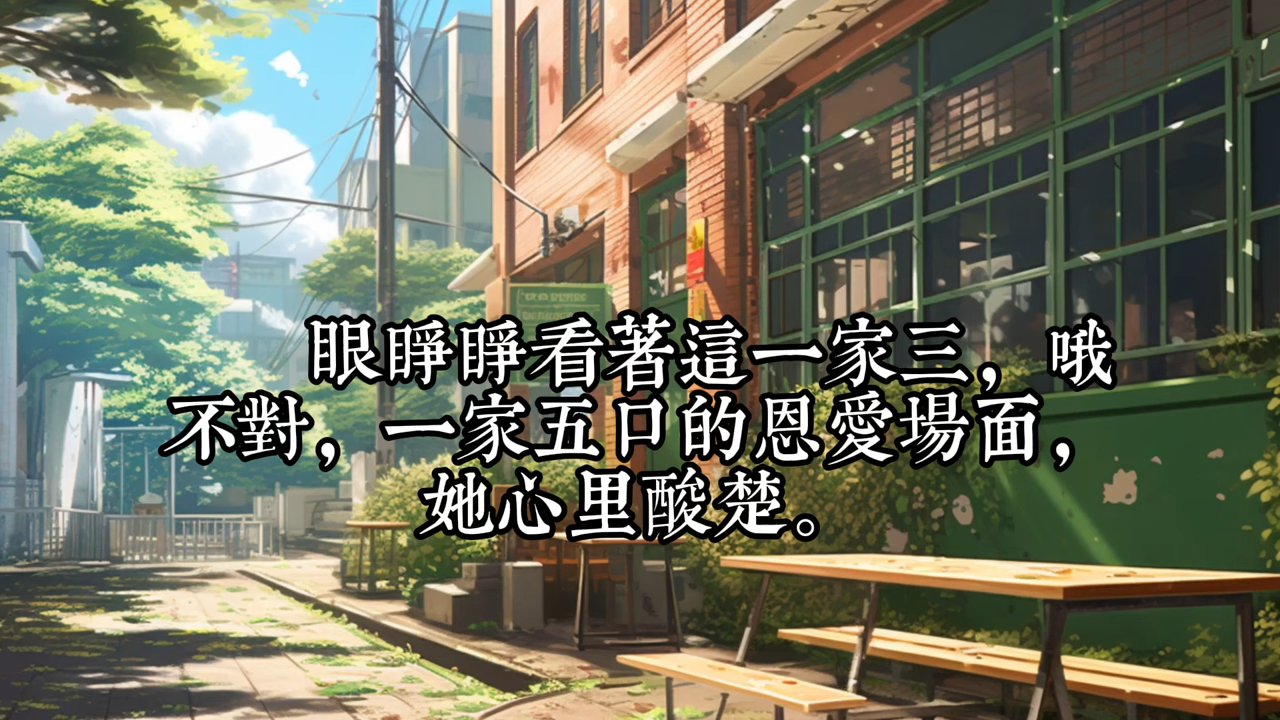 眼睜睜看著這一家三，哦
不對，一家五口的恩愛場面，
她心里酸楚。